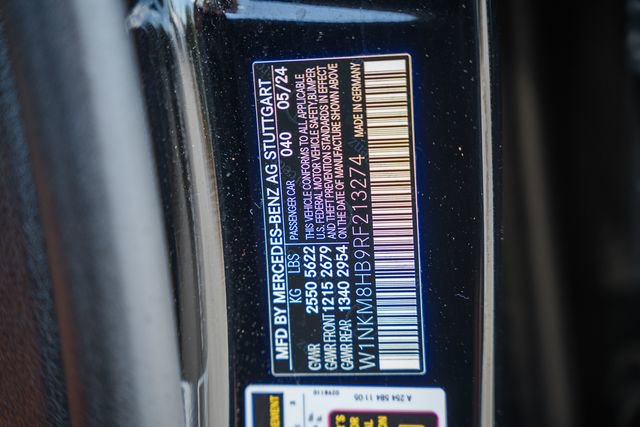 MFD BY MERCEDES-BENZ AG STUTTGART
KG LBS PASSENGER CAR 040 05/24
GVWR 2550 5622 THIS VEHICLE CONFORMS TO ALL APPLICABLE
U.S. FEDERAL MOTOR VEHICLE SAFETY,BUMPER
GAWR FRONT 1215 2679 AND THEFT PREVENTION STANDARDS IN EFFECT
GAWR REAR 1340 2954 ON THE DATE OF MANUFACTURE SHOWN ABOVE
W1NKM8HB9RF213274 MADE IN GERMANY
A 254 584 11 05